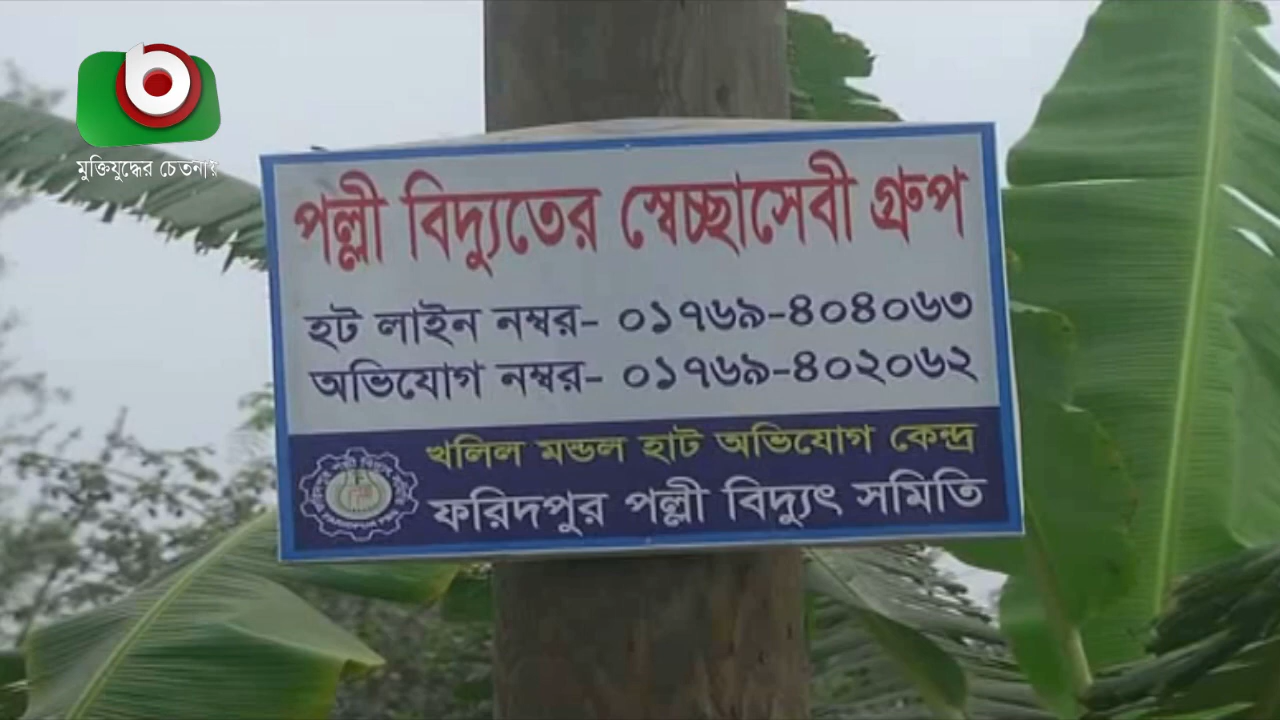 মুক্তিযুদ্ধের চেতনায়
পল্লী বিদ্যুতের স্বেচ্ছাসেবী গ্রুপ
হট লাইন নম্বর- ০১৭৬৯-৪০৪০৬৩
অভিযোগ নম্বর- ০১৭৬৯-৪০২০৬২
খলিল মন্ডল হাট অভিযোগ কেন্দ্র
ফরিদপুর পল্লী বিদ্যুৎ সমিতি